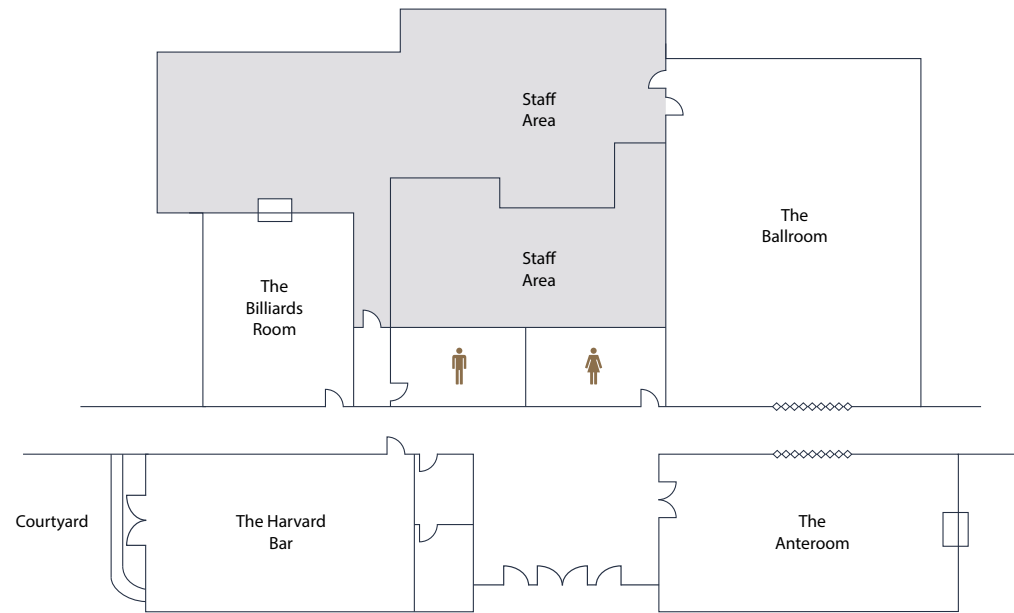 Staff
Area
The
Ballroom
Staff
Area
The
Billiards
Room
Courtyard
The Harvard
Bar
The
Anteroom